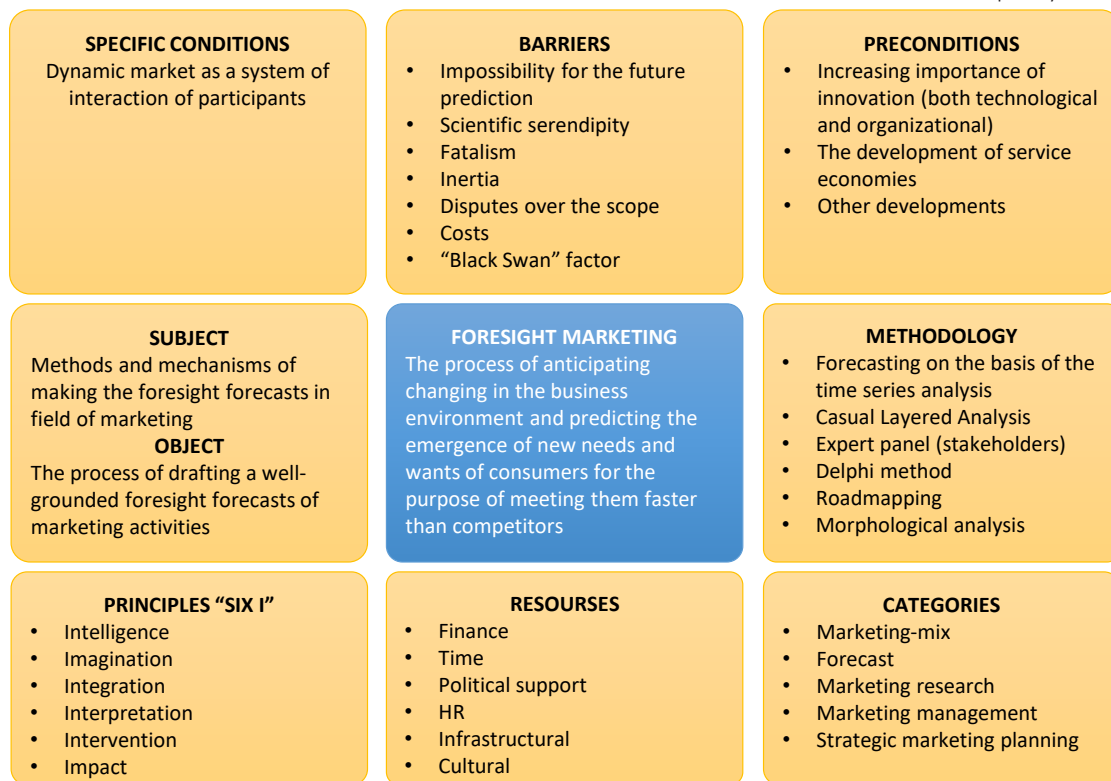 SPECIFIC CONDITIONS
Dynamic market as a system of
interaction of participants
BARRIERS
• Impossibility for the future
prediction
• Scientific serendipity
• Fatalism
• Inertia
• Disputes over the scope
• Costs
• “Black Swan” factor
PRECONDITIONS
• Increasing importance of
innovation (both technological
and organizational)
• The development of service
economies
• Other developments
SUBJECT
Methods and mechanisms of
making the foresight forecasts in
field of marketing
OBJECT
The process of drafting a well-
grounded foresight forecasts of
marketing activities
FORESIGHT MARKETING
The process of anticipating
changing in the business
environment and predicting the
emergence of new needs and
wants of consumers for the
purpose of meeting them faster
than competitors
METHODOLOGY
• Forecasting on the basis of the
time series analysis
• Casual Layered Analysis
• Expert panel (stakeholders)
• Delphi method
• Roadmapping
• Morphological analysis
PRINCIPLES “SIX I”
• Intelligence
• Imagination
• Integration
• Interpretation
• Intervention
• Impact
RESOURSES
• Finance
• Time
• Political support
• HR
• Infrastructural
• Cultural
CATEGORIES
• Marketing-mix
• Forecast
• Marketing research
• Marketing management
• Strategic marketing planning